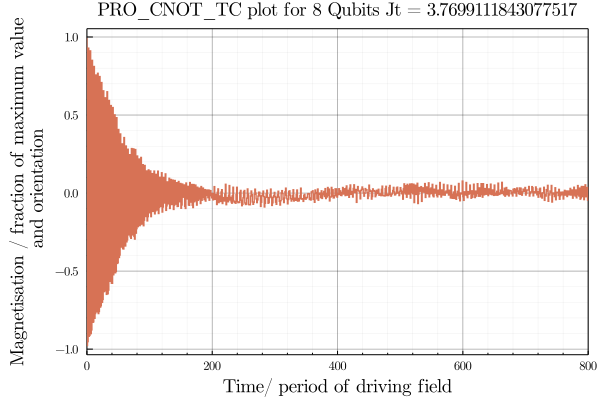 PRO_CNOT_TC plot for 8 Qubits Jt = 3.7699111843077517
Magnetisation / fraction of maximum value
and orientation
1.0
0.5
0.0
−0.5
−1.0
0 200 400 600 800
Time/ period of driving field